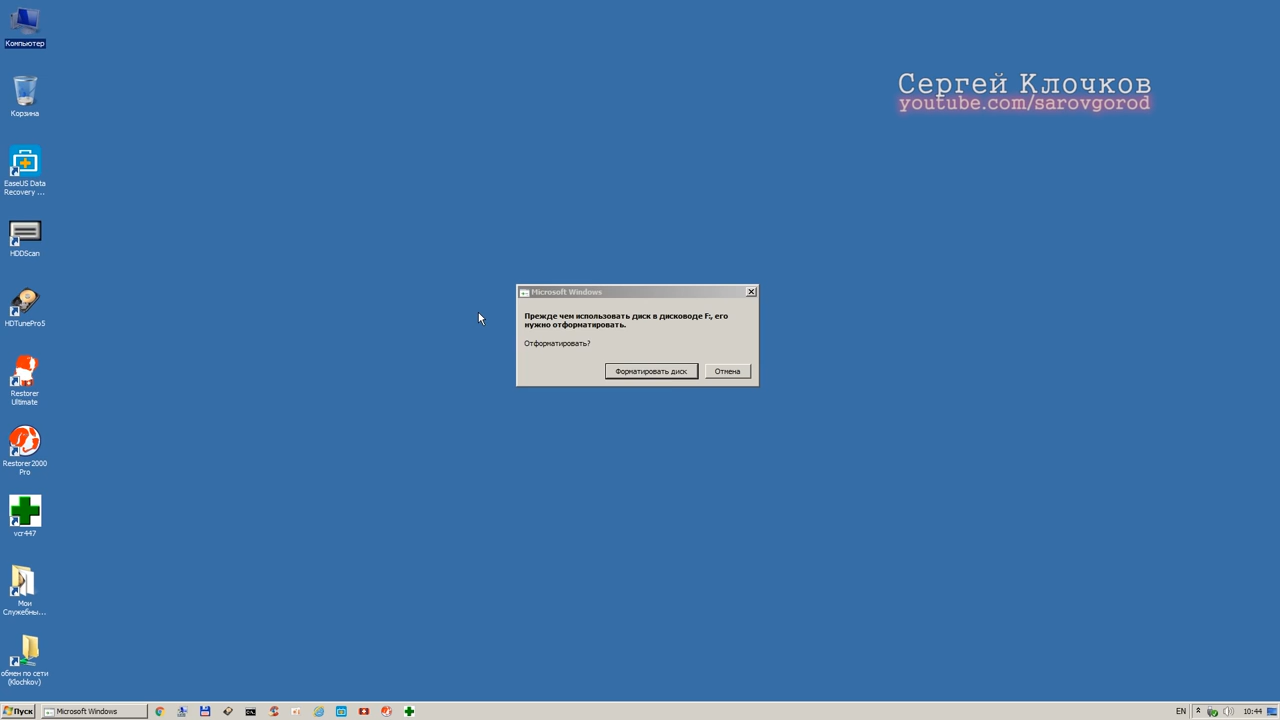 Компьютер
Корзина
EaseUS Data
Recovery ...
HDDScan
HDTunePro5
Restorer
Ultimate
Restorer2000
Pro
vcr447
Мои
Служебны...
обмен по сети
(Klochkov)
Сергей Клочков
youtube.com/sarovgorod
Microsoft Windows
Прежде чем использовать диск в дисководе F:, его
нужно отформатировать.
Отформатировать?
Форматировать диск
Отмена
Пуск
Microsoft Windows
EN
10:44